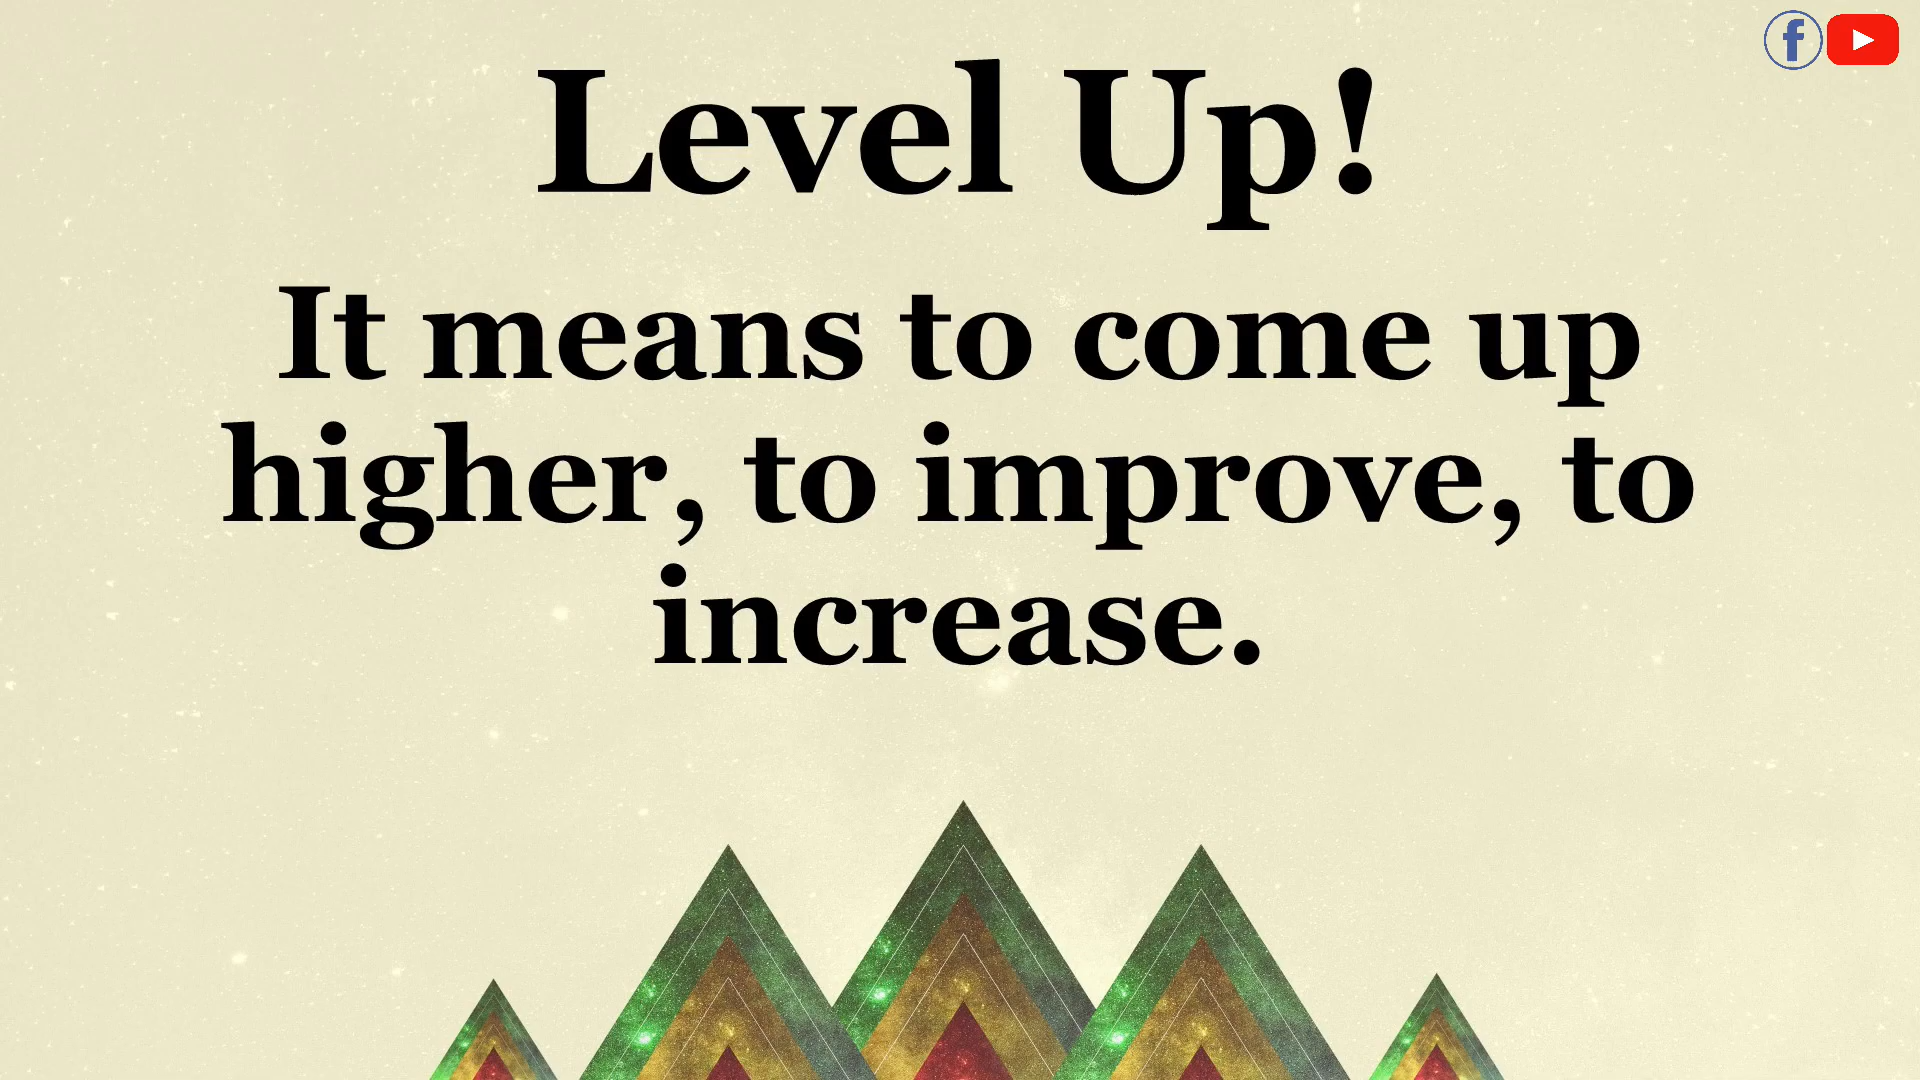 Level Up!
It means to come up
higher, to improve, to
increase.